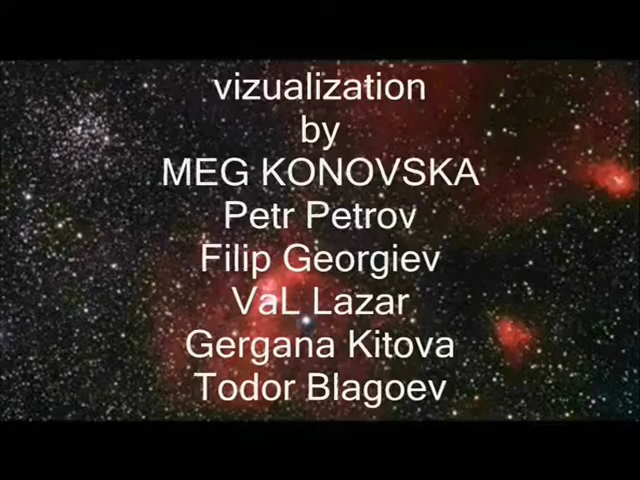 vizualization
by
MEG KONOVSKA
Petr Petrov
Filip Georgiev
VaL Lazar
Gergana Kitova
Todor Blagoev